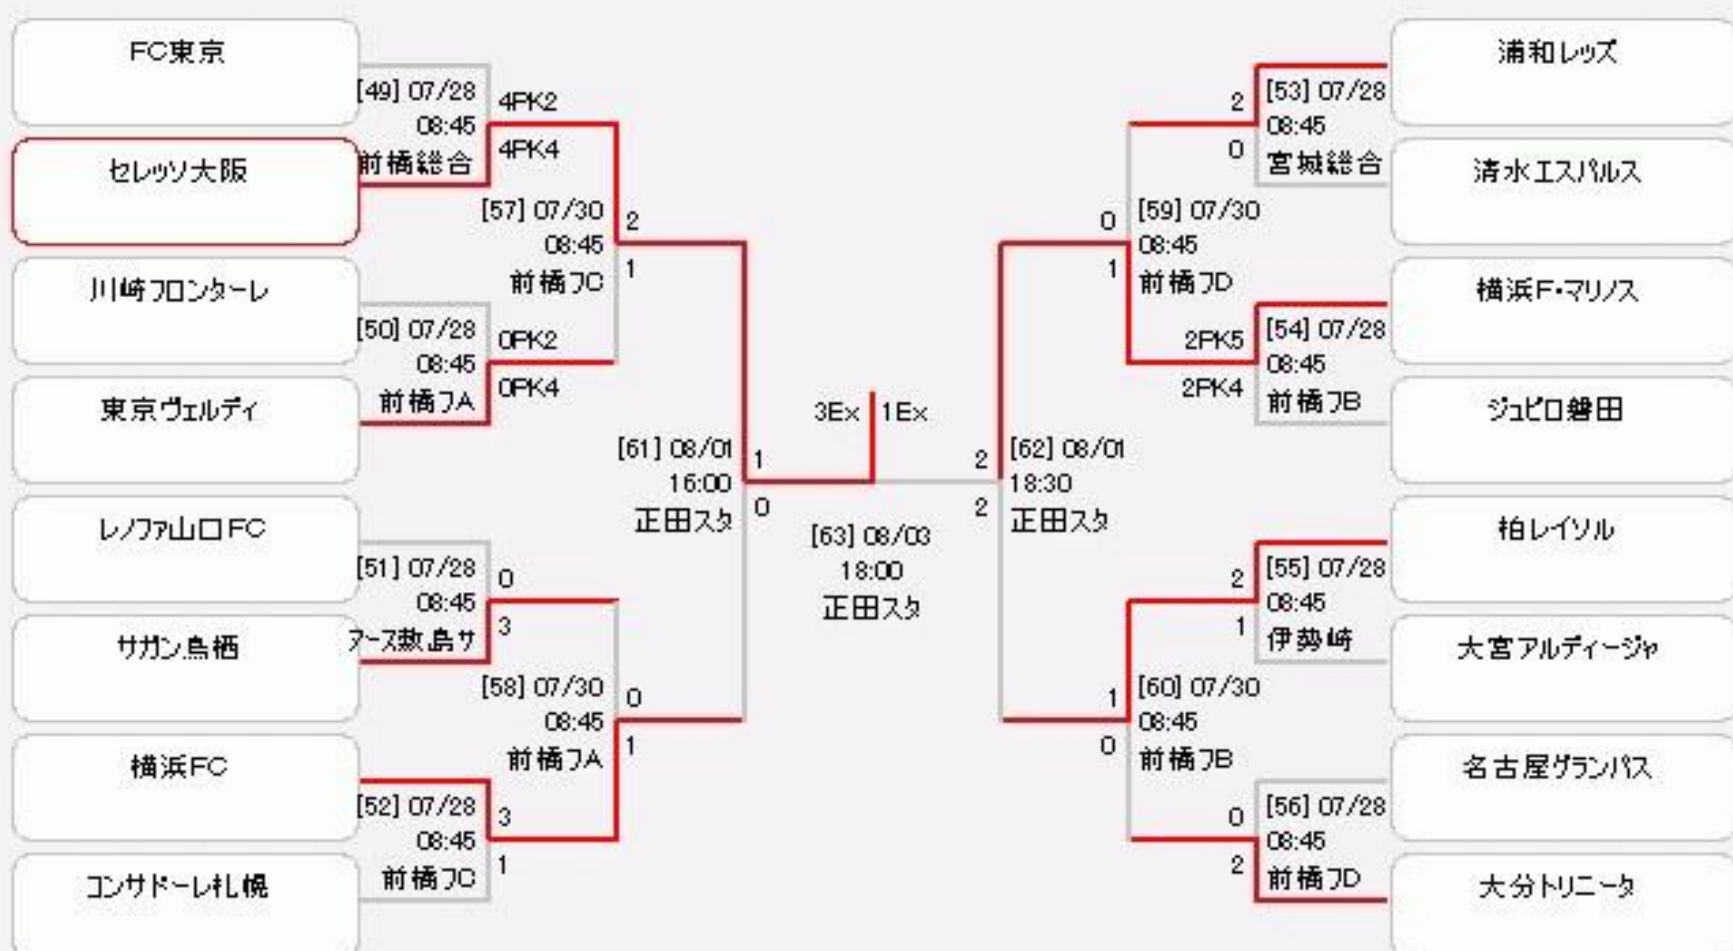 FC東京
[49] 07/28
08:45
前橋総合
4PK2
4PK4
セレッソ大阪
[57] 07/30
08:45
前橋フC
2
1
川崎フロンターレ
[50] 07/28
08:45
前橋フA
0PK2
0PK4
東京ヴェルディ
[61] 08/01
16:00
正田スタ
1
0
レノファ山口FC
[51] 07/28
08:45
アース敷島サ
0
3
サガン鳥栖
[58] 07/30
08:45
前橋フA
0
1
横浜FC
[52] 07/28
08:45
前橋フC
3
1
コンサドーレ札幌
3Ex
1Ex
[63] 08/03
18:00
正田スタ
浦和レッズ
2
0
[53] 07/28
08:45
宮城総合
清水エスパルス
0
1
[59] 07/30
08:45
前橋フD
横浜F・マリノス
2PK5
2PK4
[54] 07/28
08:45
前橋フB
ジュビロ磐田
2
2
[62] 08/01
18:30
正田スタ
柏レイソル
2
1
[55] 07/28
08:45
伊勢崎
大宮アルディージャ
1
0
[60] 07/30
08:45
前橋フB
名古屋グランパス
0
2
[56] 07/28
08:45
前橋フD
大分トリニータ